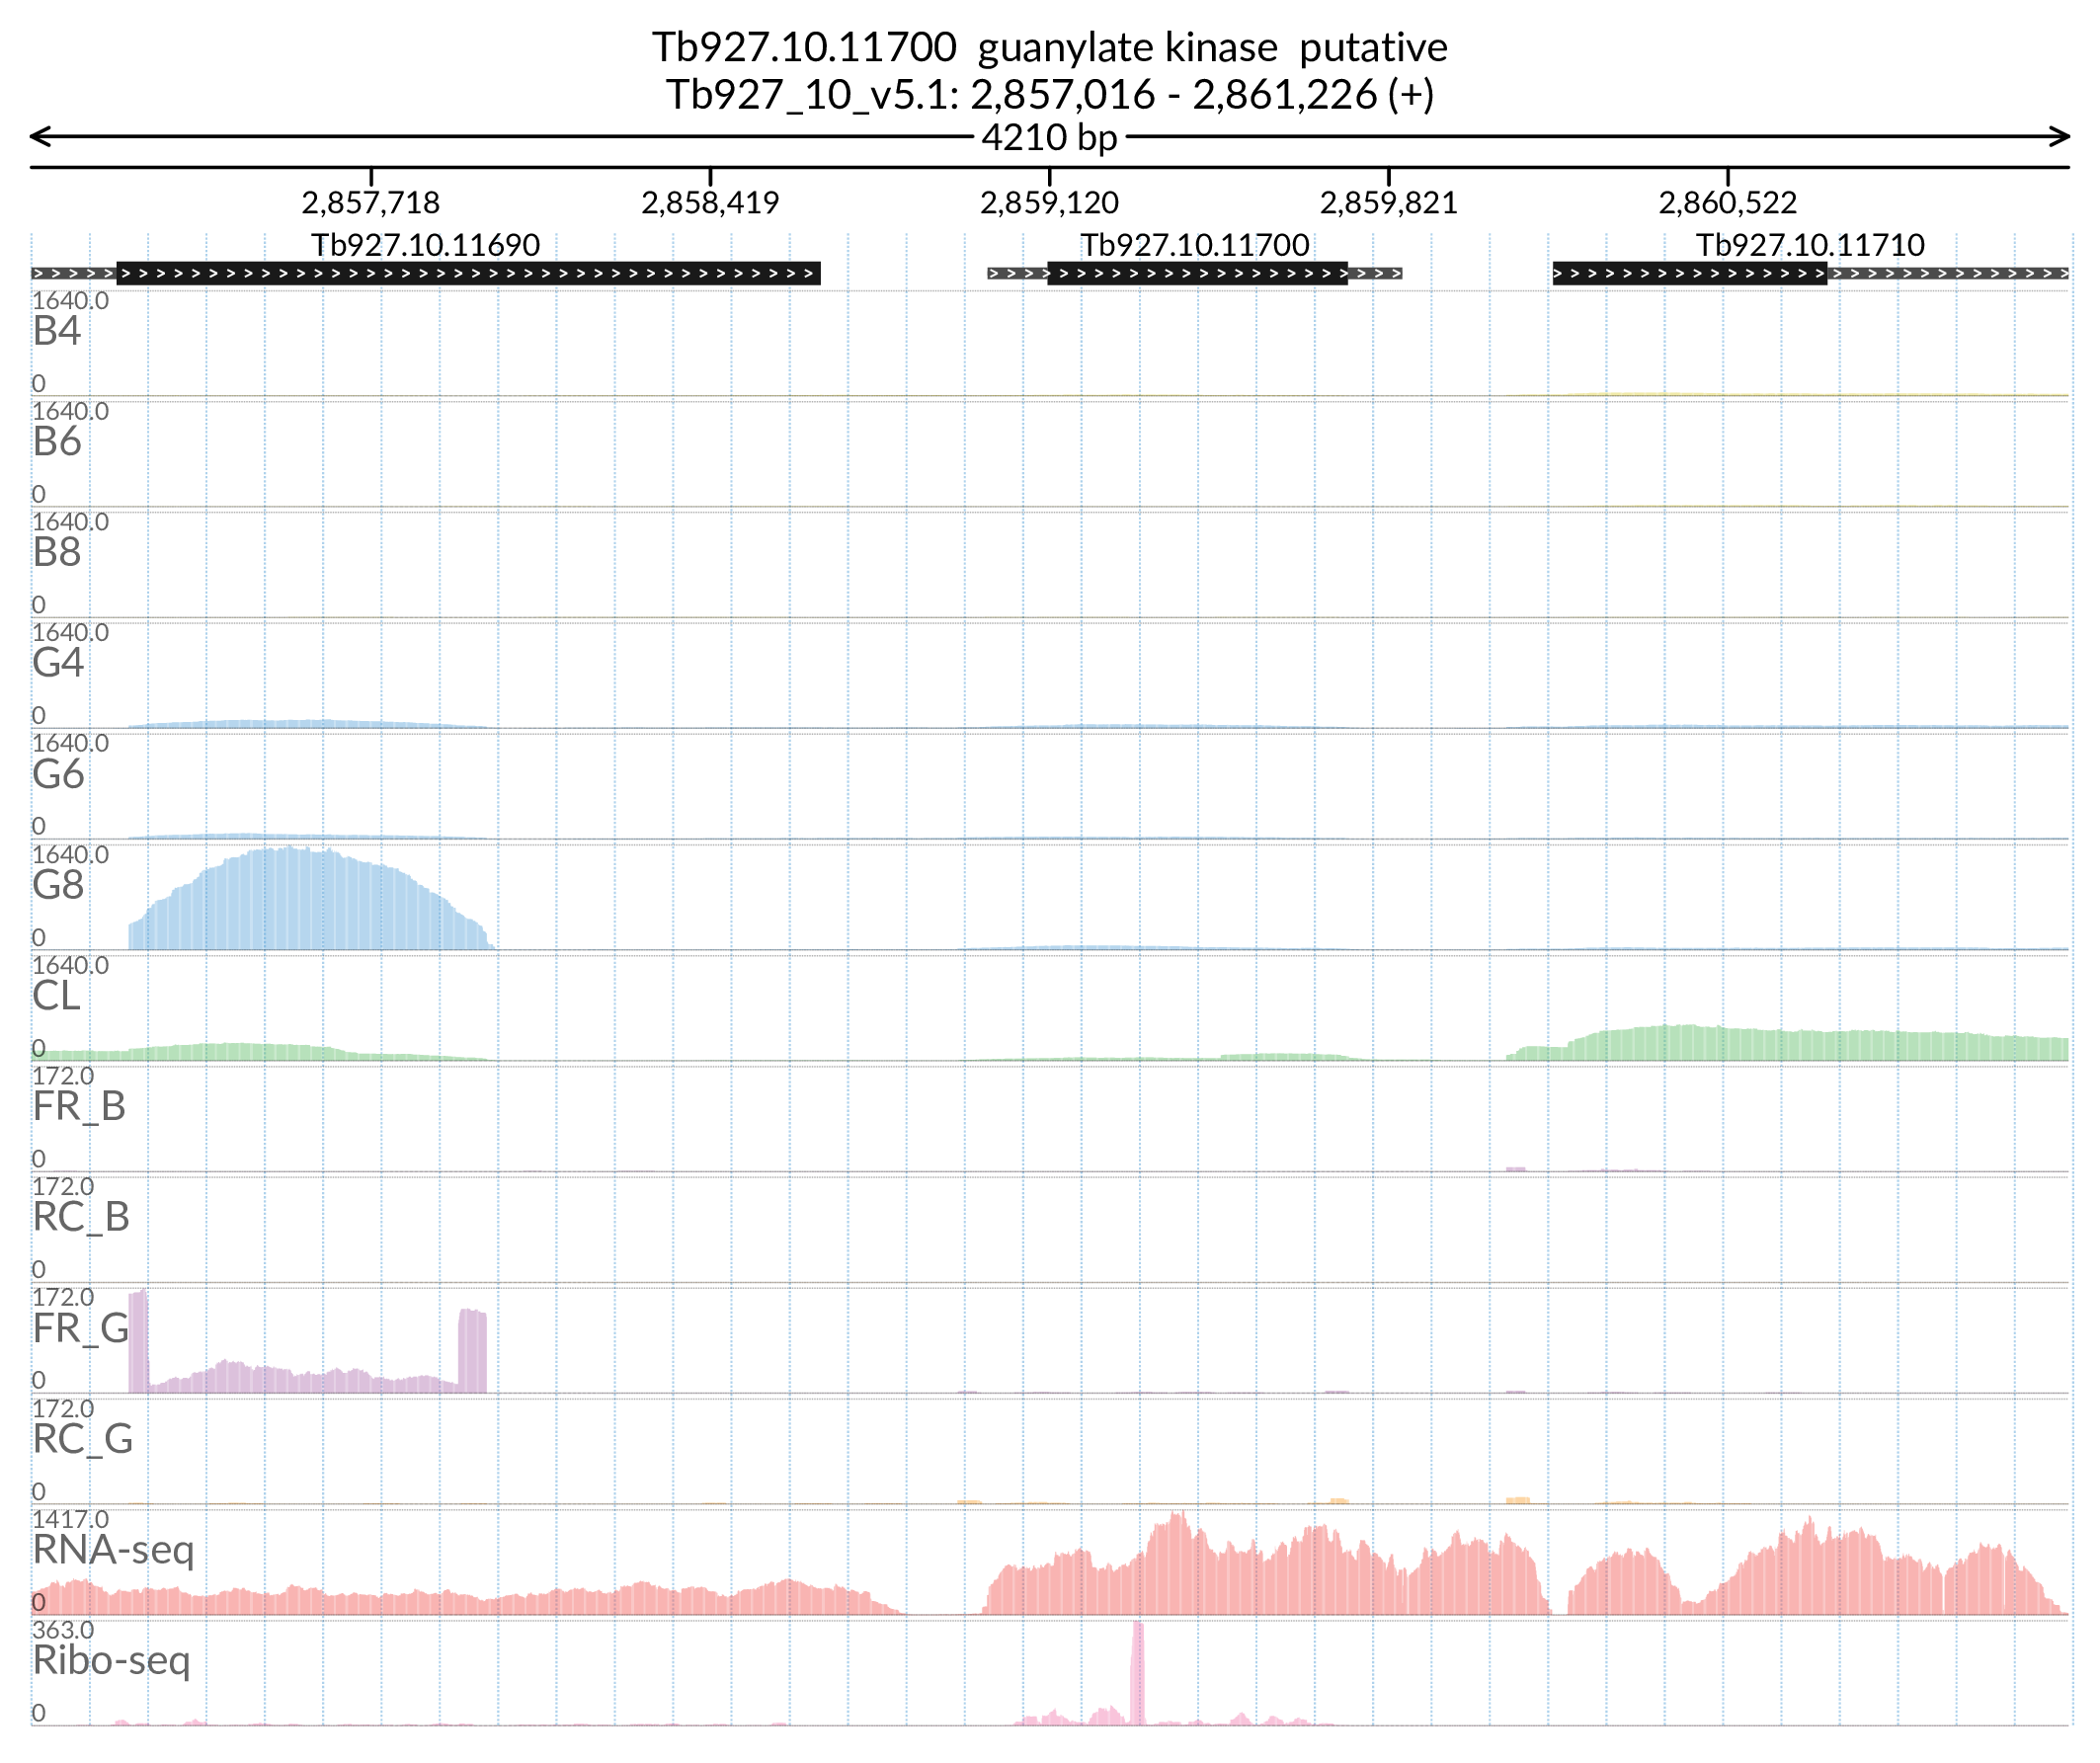 Tb927.10.11700  guanylate kinase  putative
Tb927_10_v5.1: 2,857,016 - 2,861,226 (+)
4210 bp
2,857,718 2,858,419 2,859,120 2,859,821 2,860,522
Tb927.10.11690 Tb927.10.11700 Tb927.10.11710
1640.0
B4
0
1640.0
B6
0
1640.0
B8
0
1640.0
G4
0
1640.0
G6
0
1640.0
G8
0
1640.0
CL
0
172.0
FR_B
0
172.0
RC_B
0
172.0
FR_G
0
172.0
RC_G
0
1417.0
RNA-seq
0
363.0
Ribo-seq
0